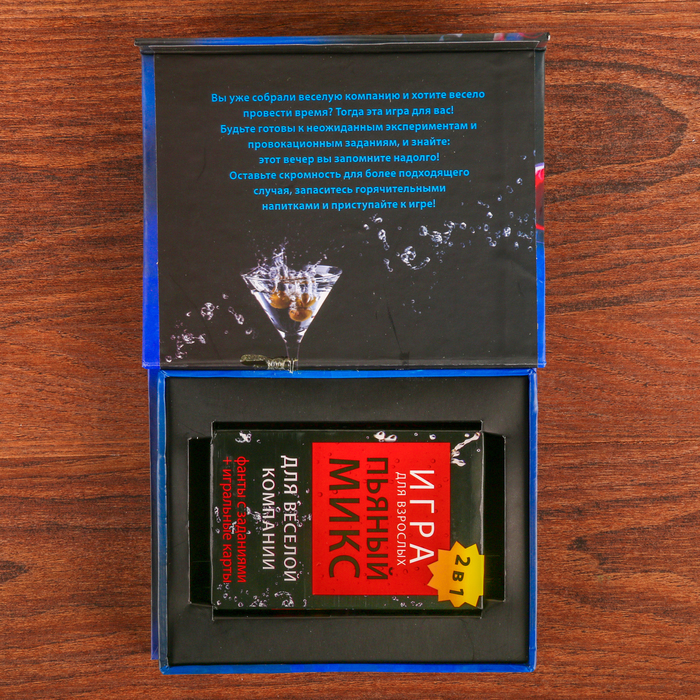 Вы уже собрали веселую компанию и хотите весело
провести время? Тогда эта игра для вас!
Будьте готовы к неожиданным экспериментам и
провокационным заданиям, и знайте:
этот вечер вы запомните надолго!
Оставьте скромность для более подходящего
случая, запаситесь горячительными
напитками и приступайте к игре!
2 в 1
ИГРА
ДЛЯ ВЗРОСЛЫХ
ПЬЯНЫЙ
МИКС
ДЛЯ ВЕСЕЛОЙ
КОМПАНИИ
фанты с заданиями
+ игральные карты